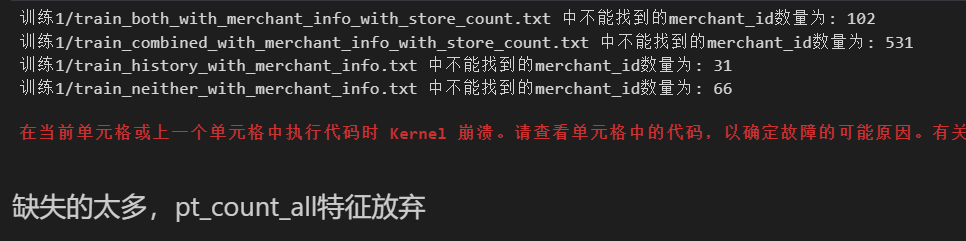 训练1/train_both_with_merchant_info_with_store_count.txt 中不能找到的merchant_id数量为: 102
训练1/train_combined_with_merchant_info_with_store_count.txt 中不能找到的merchant_id数量为: 531
训练1/train_history_with_merchant_info.txt 中不能找到的merchant_id数量为: 31
训练1/train_neither_with_merchant_info.txt 中不能找到的merchant_id数量为: 66
在当前单元格或上一个单元格中执行代码时 Kernel 崩溃。请查看单元格中的代码，以确定故障的可能原因。有关
缺失的太多，pt_count_all特征放弃